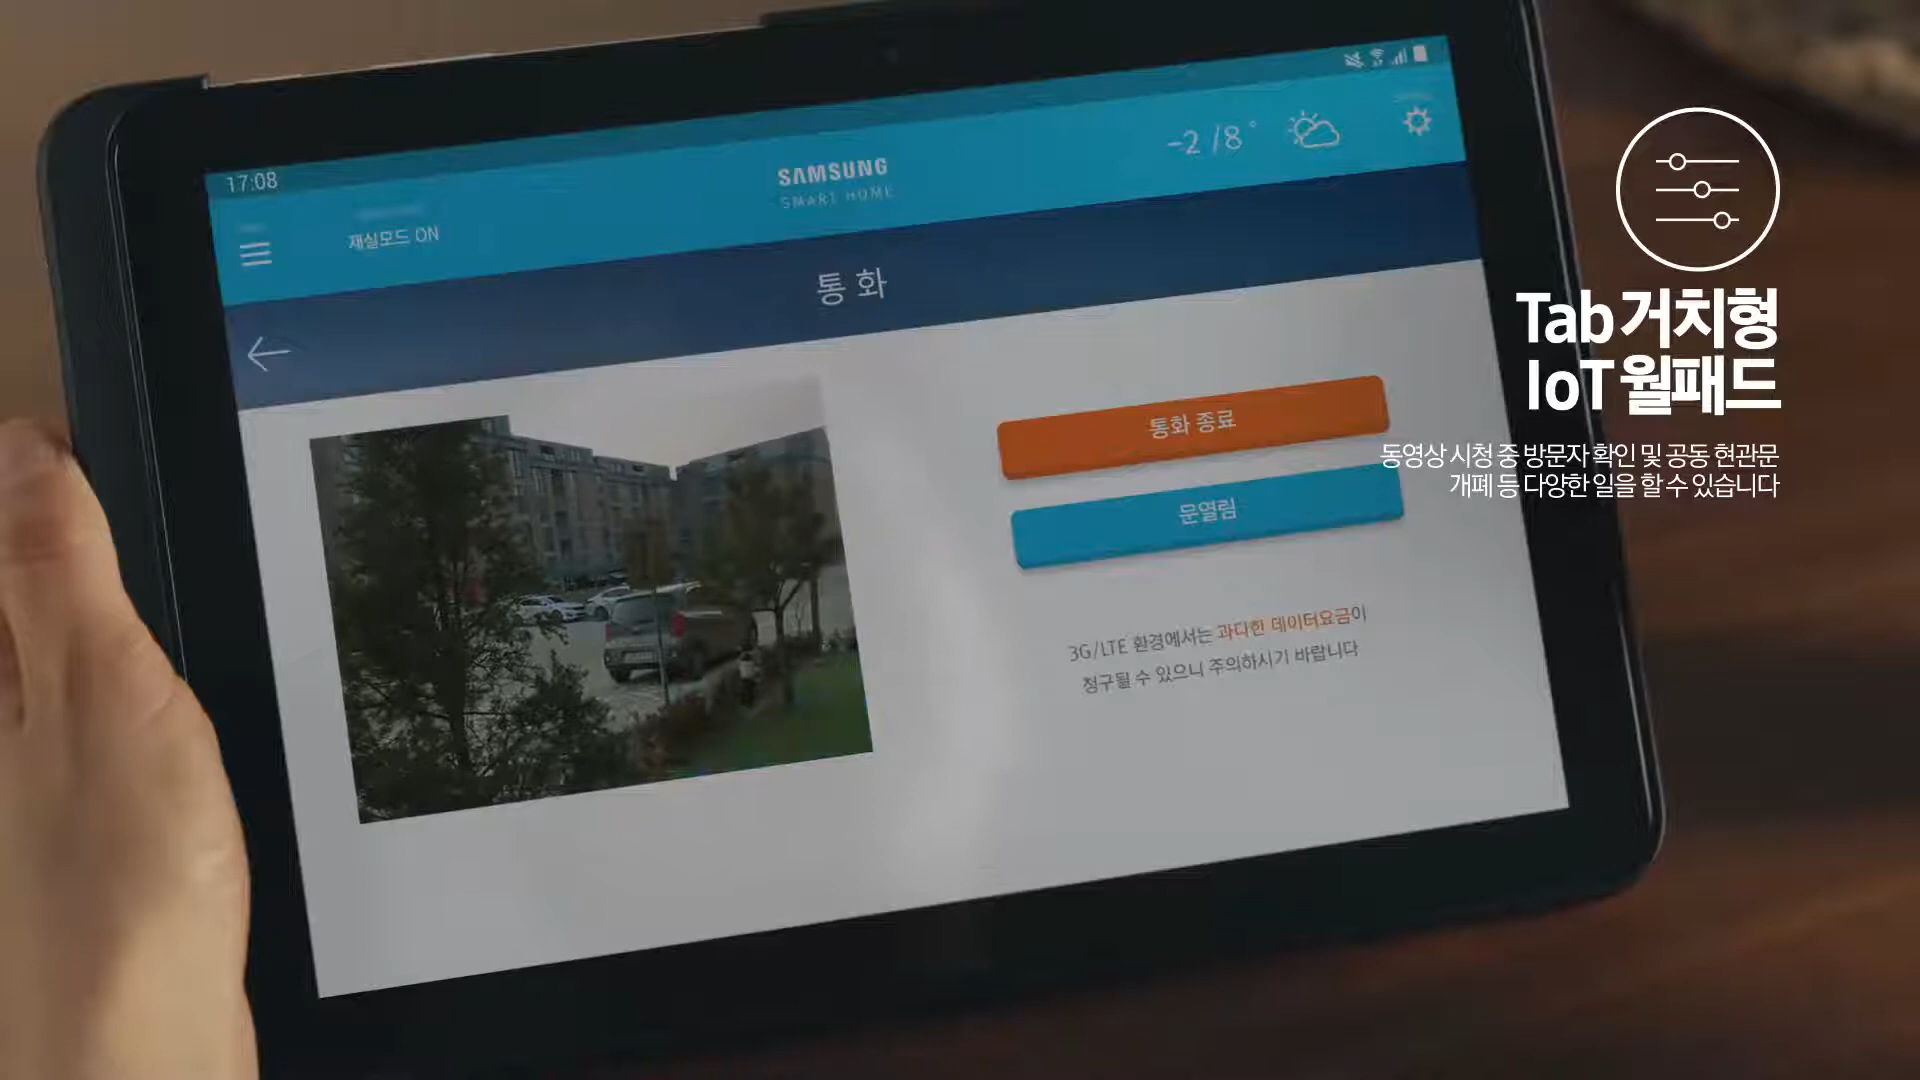 17:08
재실모드 ON
SAMSUNG
SMART HOME
-2 /8°
통화
통화 종료
문열림
3G/LTE 환경에서는 과다한 데이터요금이
청구될 수 있으니 주의하시기 바랍니다
Tab 거치형
IoT 월패드
동영상 시청 중 방문자 확인 및 공동 현관문
개폐 등 다양한 일을 할 수 있습니다